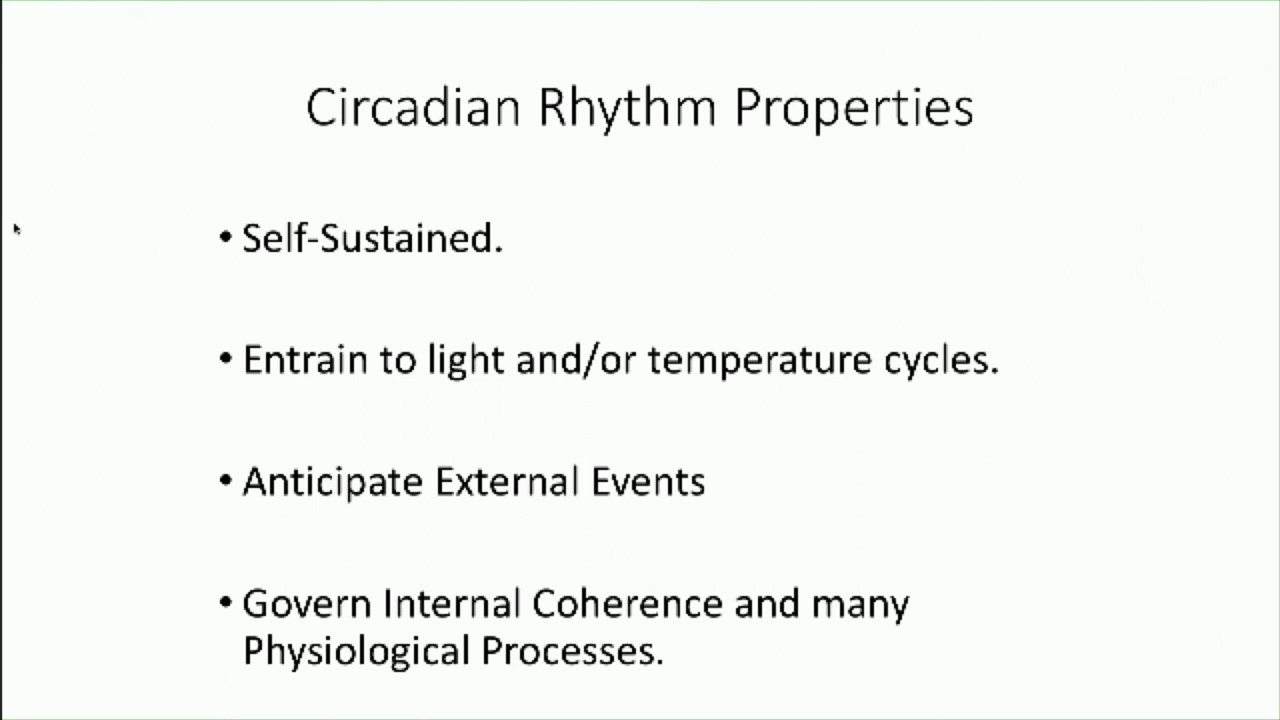 Circadian Rhythm Properties
• Self-Sustained.
• Entrain to light and/or temperature cycles.
• Anticipate External Events
• Govern Internal Coherence and many
Physiological Processes.